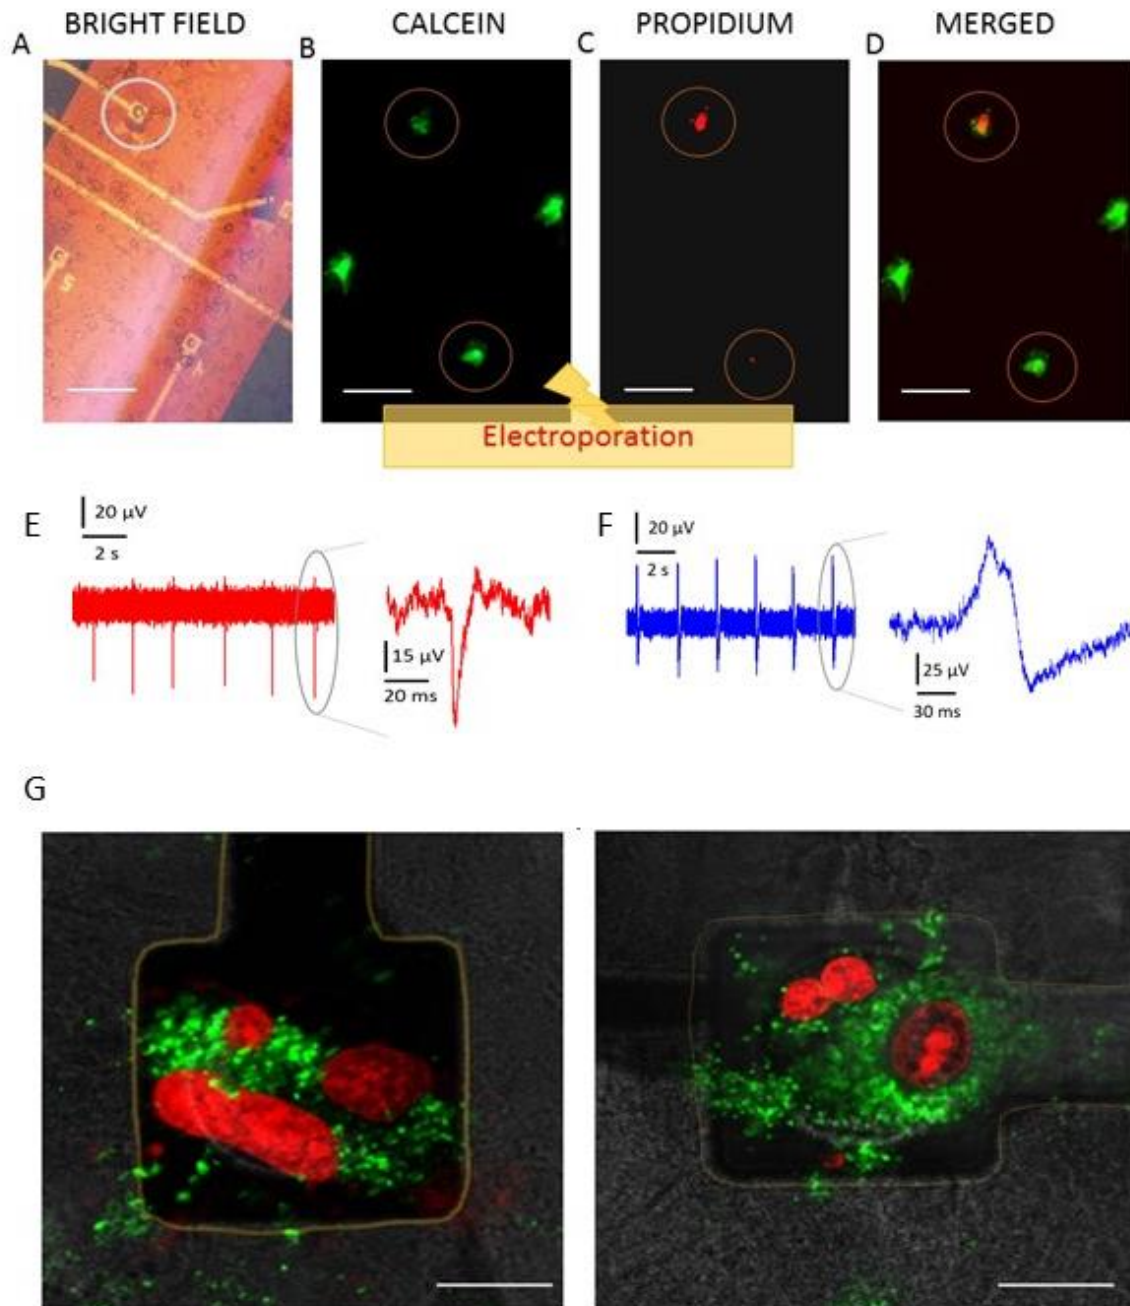 BRIGHT FIELD CALCEIN PROPIDIUM MERGED
A B C D
5
Electroporation
E 20 µV
2 s
15 µV
20 ms
F 20 µV
2 s
25 µV
30 ms
G